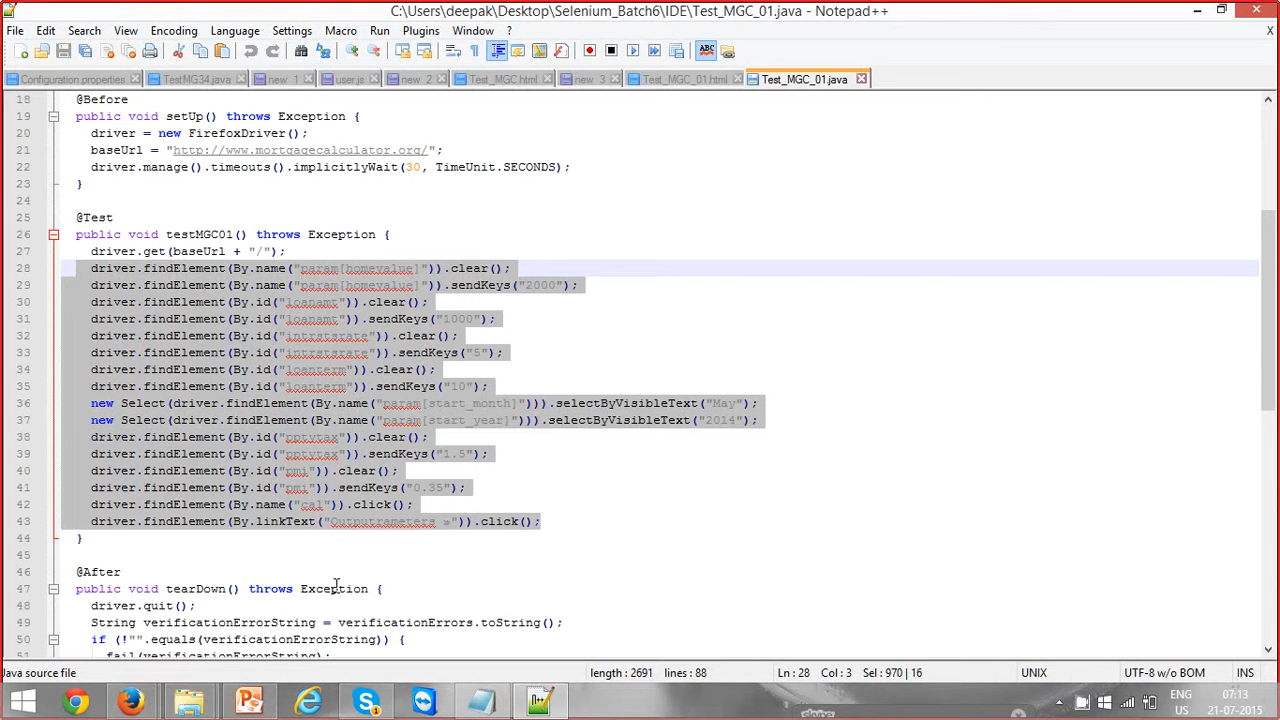 C:\Users\deepak\Desktop\Selenium_Batch6\IDE\Test_MGC_01.java - Notepad++
File Edit Search View Encoding Language Settings Macro Run Plugins Window ? X
Configuration.properties TestMG34.java new 1 user.js new 2 Test_MGC.html new 3 Test_MGC_01.html Test_MGC_01.java
18 @Before
19 public void setUp() throws Exception {
20 driver = new FirefoxDriver();
21 baseUrl = "http://www.mortgagecalculator.org/";
22 driver.manage().timeouts().implicitlyWait(30, TimeUnit.SECONDS);
23 }
24
25 @Test
26 public void testMGC01() throws Exception {
27 driver.get(baseUrl + "/");
28 driver.findElement(By.name("param[homevalue]")).clear();
29 driver.findElement(By.name("param[homevalue]")).sendKeys("2000");
30 driver.findElement(By.id("loanamt")).clear();
31 driver.findElement(By.id("loanamt")).sendKeys("1000");
32 driver.findElement(By.id("intrstsrate")).clear();
33 driver.findElement(By.id("intrstsrate")).sendKeys("5");
34 driver.findElement(By.id("loanterm")).clear();
35 driver.findElement(By.id("loanterm")).sendKeys("10");
36 new Select(driver.findElement(By.name("param[start_month]"))).selectByVisibleText("May");
37 new Select(driver.findElement(By.name("param[start_year]"))).selectByVisibleText("2014");
38 driver.findElement(By.id("pptytax")).clear();
39 driver.findElement(By.id("pptytax")).sendKeys("1.5");
40 driver.findElement(By.id("pmi")).clear();
41 driver.findElement(By.id("pmi")).sendKeys("0.35");
42 driver.findElement(By.name("cal")).click();
43 driver.findElement(By.linkText("Outputrameters »")).click();
44 }
45
46 @After
47 public void tearDown() throws Exception {
48 driver.quit();
49 String verificationErrorString = verificationErrors.toString();
50 if (!"".equals(verificationErrorString)) {
51 fail(verificationErrorString);
Java source file length : 2691 lines : 88 Ln : 28 Col : 3 Sel : 970 | 16 UNIX UTF-8 w/o BOM INS
ENG 07:13
US 21-07-2015